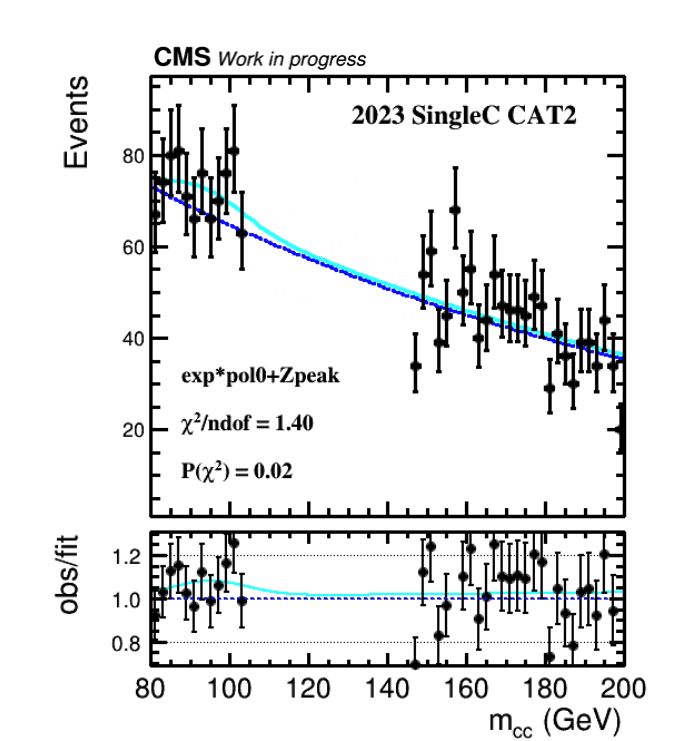 CMS Work in progress
Events
2023 SingleC CAT2
80
60
40
20
exp*pol0+Zpeak
χ²/ndof = 1.40
P(χ²) = 0.02
obs/fit
1.2
1.0
0.8
80 100 120 140 160 180 200
m_cc (GeV)